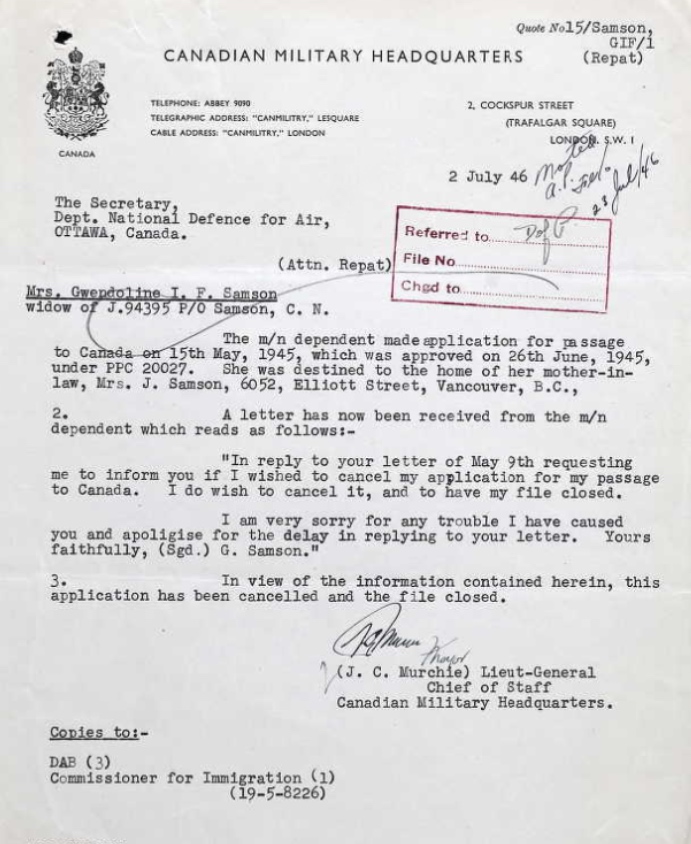 Quote No15/Samson,
GIF/1
(Repat)
CANADIAN MILITARY HEADQUARTERS
TELEPHONE: ABBEY 9090
TELEGRAPHIC ADDRESS: "CANMILITRY," LESQUARE
CABLE ADDRESS: "CANMILITRY," LONDON
2, COCKSPUR STREET
(TRAFALGAR SQUARE)
LONDON, S.W. 1
CANADA
2 July 46
23 Jul/46
The Secretary,
Dept. National Defence for Air,
OTTAWA, Canada.
(Attn. Repat)
Referred to D of P.
File No
Chgd to
Mrs. Gwendoline I. F. Samson
widow of J.94395 P/O Samson, C. N.
The m/n dependent made application for passage
to Canada on 15th May, 1945, which was approved on 26th June, 1945,
under PPC 20027. She was destined to the home of her mother-in-
law, Mrs. J. Samson, 6052, Elliott Street, Vancouver, B.C.,
2. A letter has now been received from the m/n
dependent which reads as follows:-
"In reply to your letter of May 9th requesting
me to inform you if I wished to cancel my application for my passage
to Canada. I do wish to cancel it, and to have my file closed.
I am very sorry for any trouble I have caused
you and apoligise for the delay in replying to your letter. Yours
faithfully, (Sgd.) G. Samson."
3. In view of the information contained herein, this
application has been cancelled and the file closed.
(J. C. Murchie) Lieut-General
Chief of Staff
Canadian Military Headquarters.
Copies to:-
DAB (3)
Commissioner for Immigration (1)
(19-5-8226)